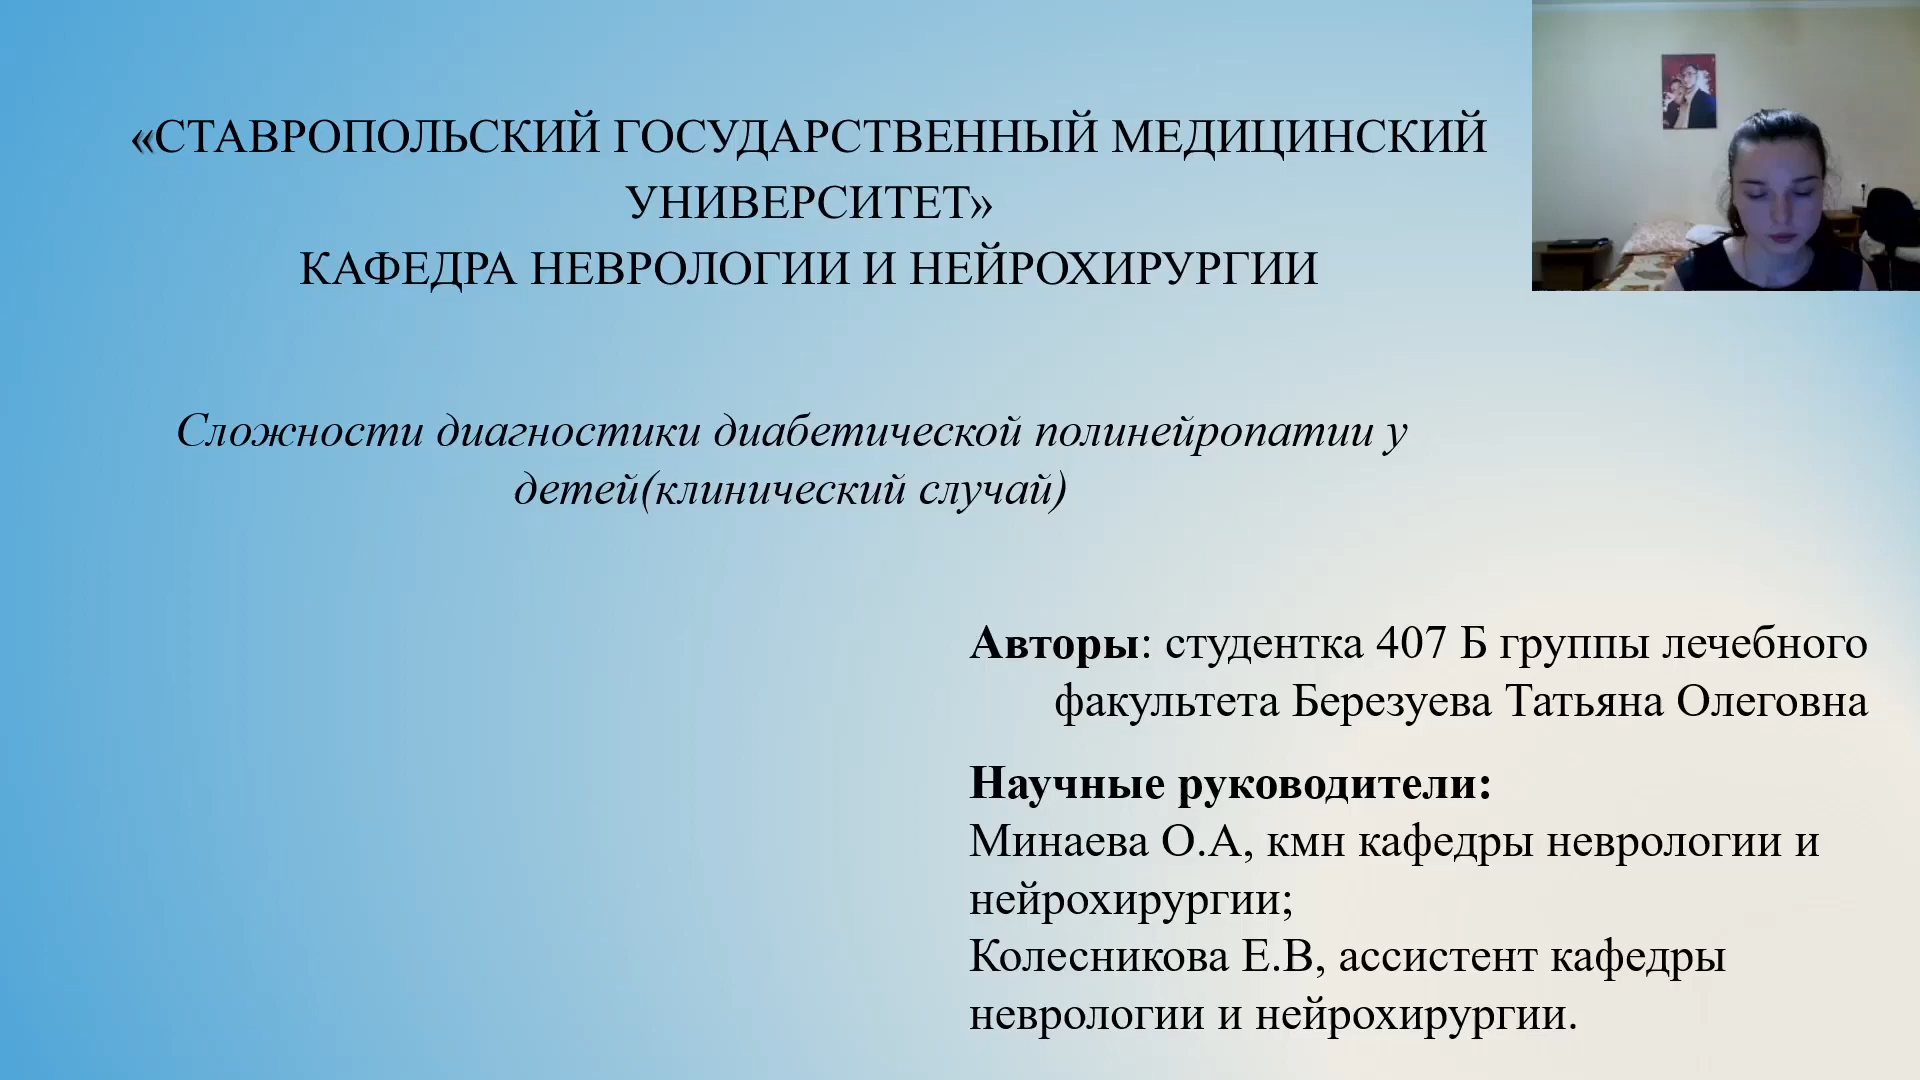 «СТАВРОПОЛЬСКИЙ ГОСУДАРСТВЕННЫЙ МЕДИЦИНСКИЙ
УНИВЕРСИТЕТ»
КАФЕДРА НЕВРОЛОГИИ И НЕЙРОХИРУРГИИ
Сложности диагностики диабетической полинейропатии у
детей(клинический случай)
Авторы: студентка 407 Б группы лечебного
факультета Березуева Татьяна Олеговна
Научные руководители:
Минаева О.А, кмн кафедры неврологии и
нейрохирургии;
Колесникова Е.В, ассистент кафедры
неврологии и нейрохирургии.